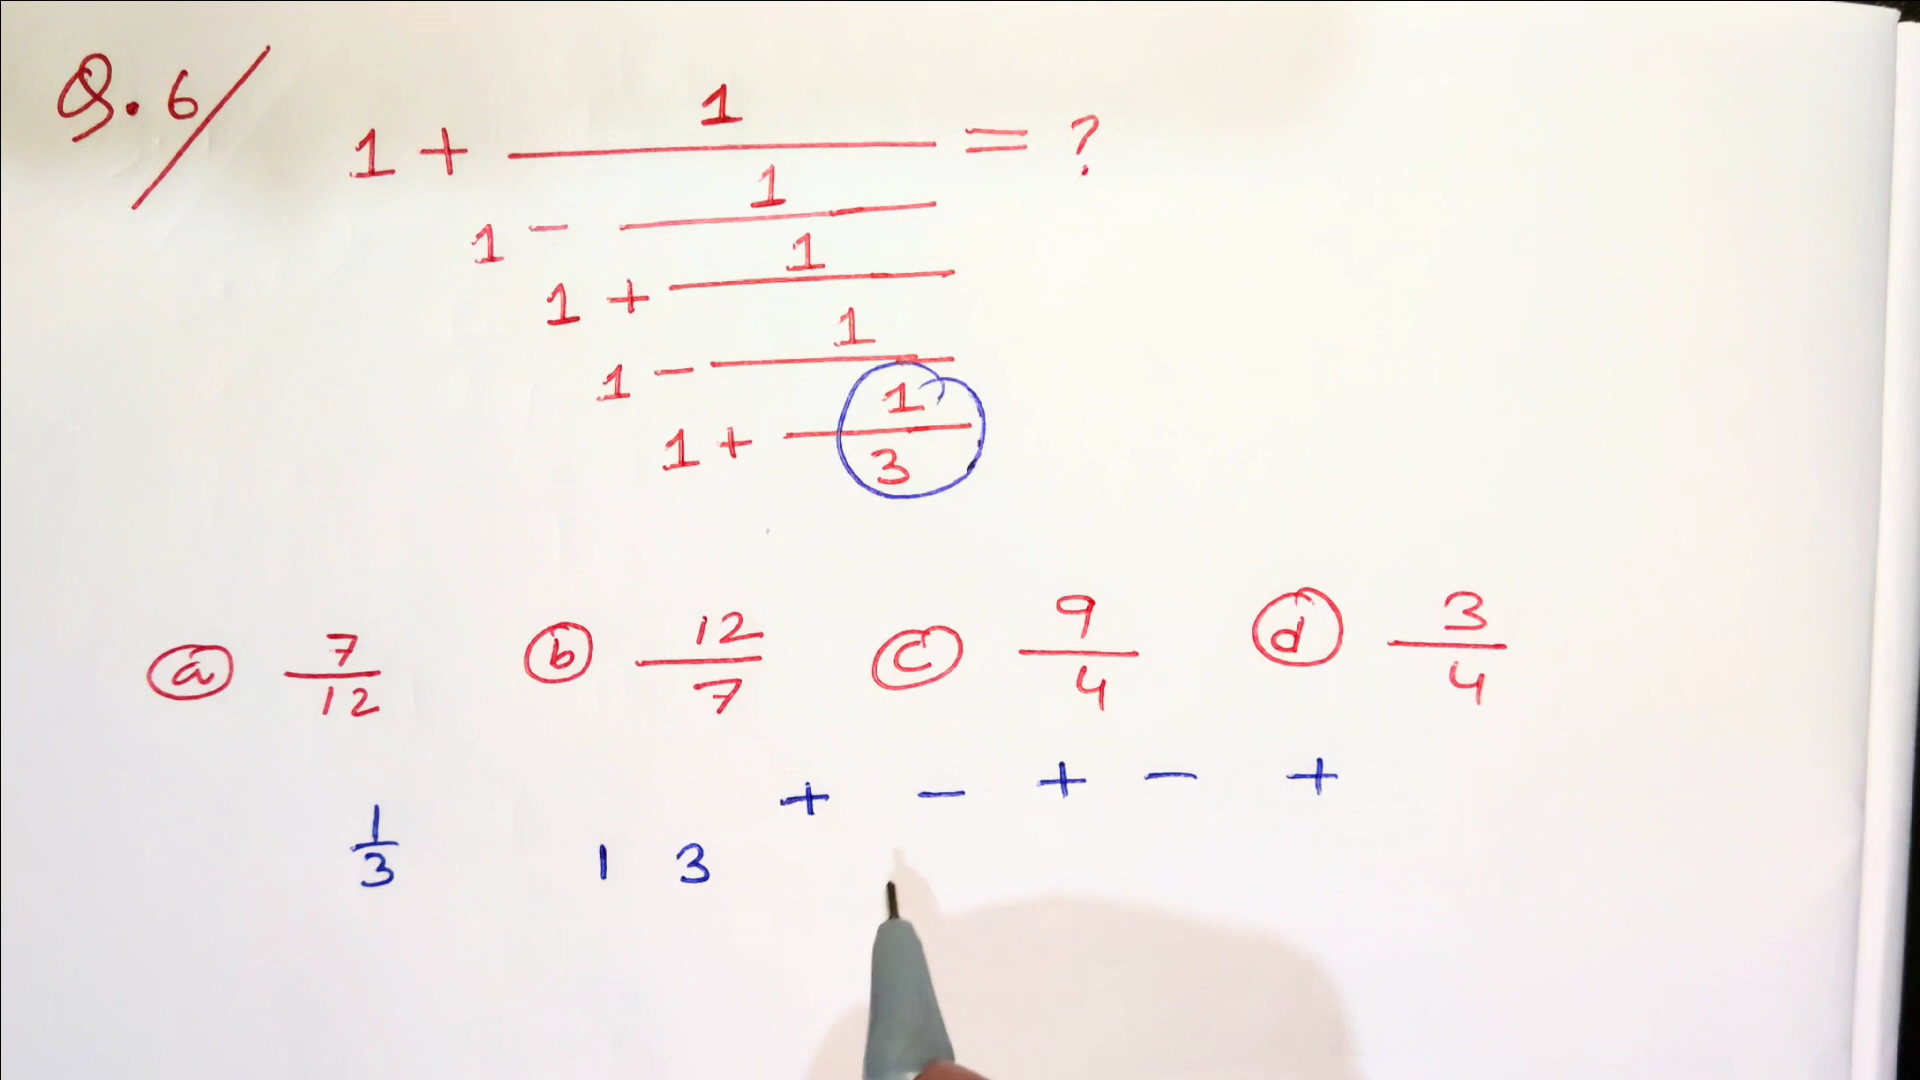 Q.6/
1 + 1 = ?
1 - 1
1 + 1
1 - 1
1 + 1/3
(a) 7/12 (b) 12/7 (c) 9/4 (d) 3/4
+ - + - +
1/3 1 3